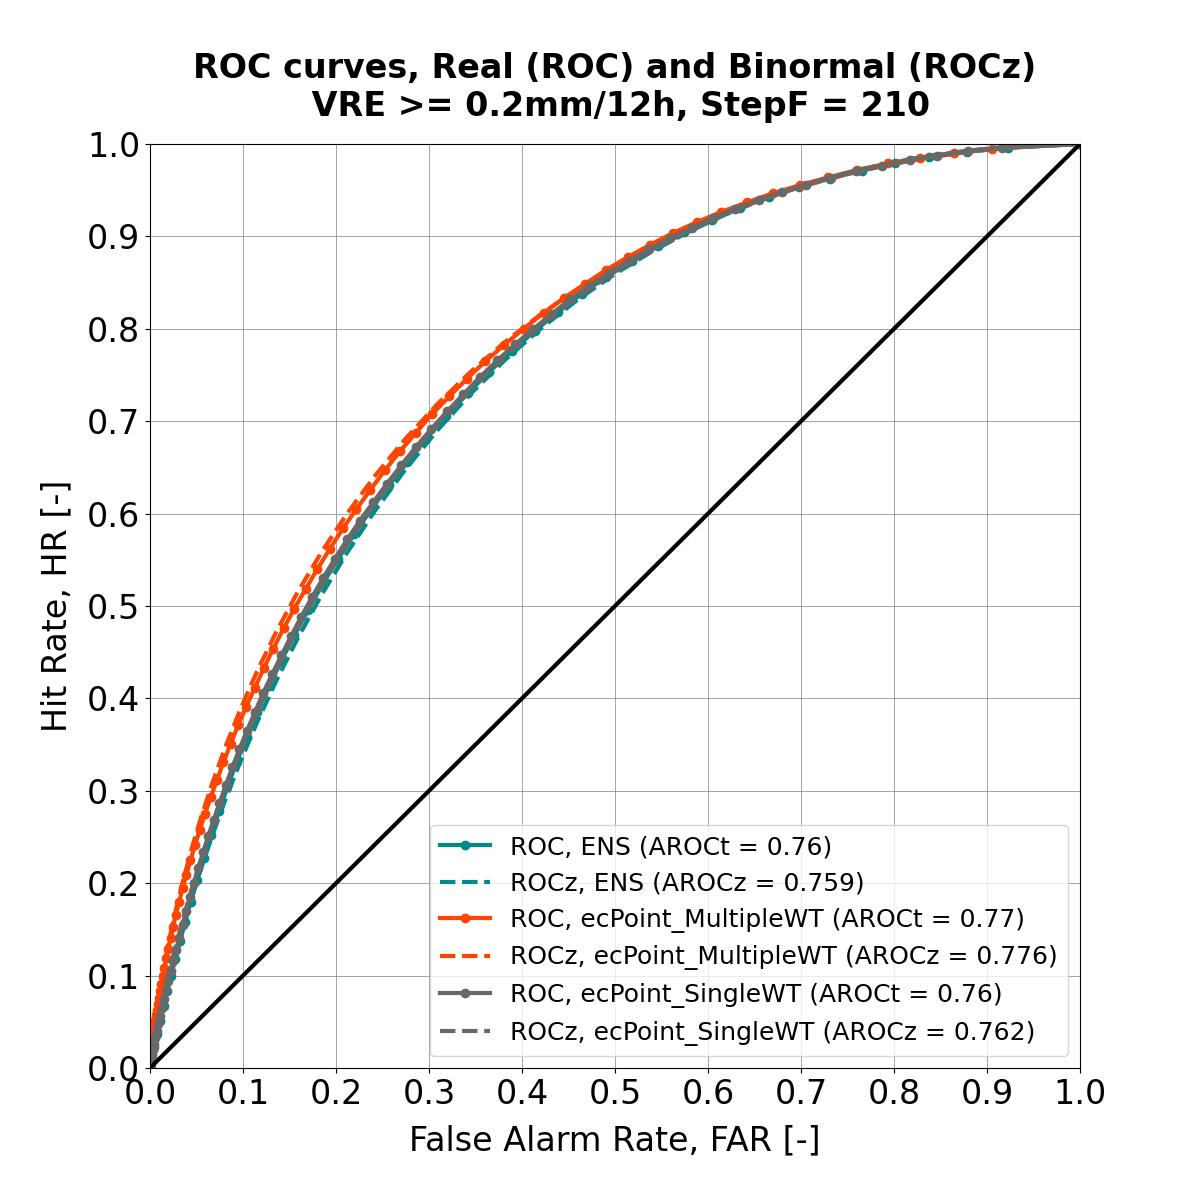 ROC curves, Real (ROC) and Binormal (ROCz)
VRE >= 0.2mm/12h, StepF = 210
1.0
0.9
0.8
0.7
0.6
0.5
0.4
0.3
0.2
0.1
0.0
Hit Rate, HR [-]
ROC, ENS (AROCt = 0.76)
ROCz, ENS (AROCz = 0.759)
ROC, ecPoint_MultipleWT (AROCt = 0.77)
ROCz, ecPoint_MultipleWT (AROCz = 0.776)
ROC, ecPoint_SingleWT (AROCt = 0.76)
ROCz, ecPoint_SingleWT (AROCz = 0.762)
0.0 0.1 0.2 0.3 0.4 0.5 0.6 0.7 0.8 0.9 1.0
False Alarm Rate, FAR [-]